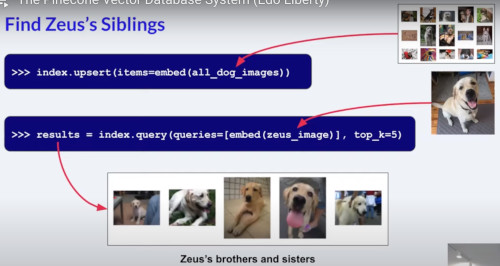 The Pinecone Vector Database System (Edo Liberty)
Find Zeus's Siblings
>>> index.upsert(items=embed(all_dog_images))
>>> results = index.query(queries=[embed(zeus_image)], top_k=5)
Zeus's brothers and sisters